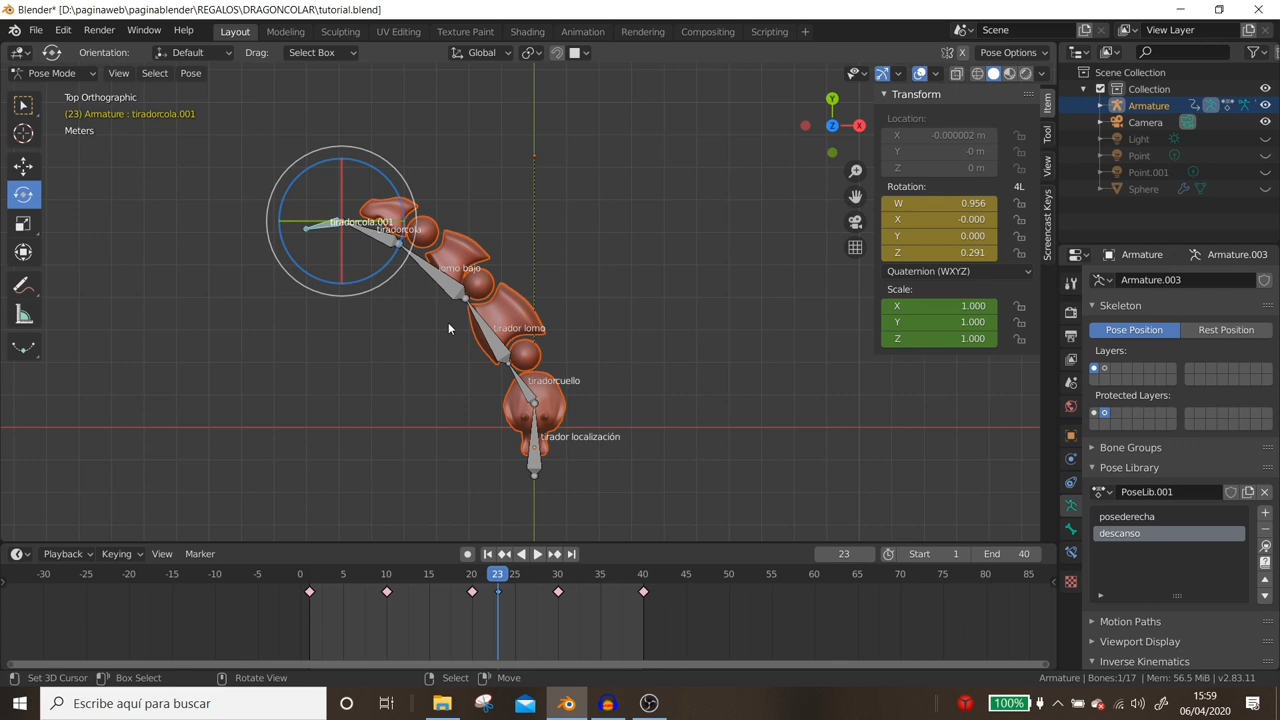 Blender* [D:\paginaweb\paginablender\REGALOS\DRAGONCOLAR\tutorial.blend]
File Edit Render Window Help Layout Modeling Sculpting UV Editing Texture Paint Shading Animation Rendering Compositing Scripting + Scene View Layer
Orientation: Default Drag: Select Box Global Pose Options
Pose Mode View Select Pose
Scene Collection
Collection
Armature
Camera
Light
Point
Point.001
Sphere
Top Orthographic
(23) Armature : tiradorcola.001
Meters
Y
Z
X
Transform
Location:
X -0.000002 m
Y -0 m
Z 0 m
Rotation: 4L
W 0.956
X -0.000
Y 0.000
Z 0.291
Quaternion (WXYZ)
Scale:
X 1.000
Y 1.000
Z 1.000
Item
Tool
View
Screencast Keys
tiradorcola.001
tiradorcola
lomo bajo
tirador lomo
tiradorcuello
tirador localización
Armature Armature.003
Armature.003
Skeleton
Pose Position Rest Position
Layers:
Protected Layers:
Bone Groups
Pose Library
PoseLib.001
posederecha
descanso
Motion Paths
Viewport Display
Inverse Kinematics
Playback Keying View Marker 23 Start 1 End 40
-30 -25 -20 -15 -10 -5 0 5 10 15 20 23 25 30 35 40 45 50 55 60 65 70 75 80 85
Set 3D Cursor Box Select Rotate View Select Move Armature | Bones:1/17 | Mem: 56.5 MiB | v2.83.11
Escribe aquí para buscar
100%
15:59
06/04/2020